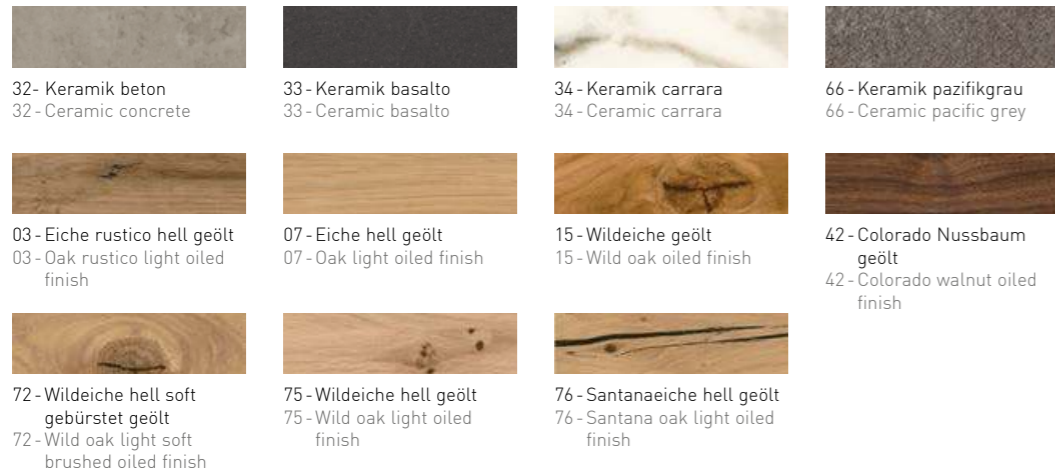 32- Keramik beton
32 - Ceramic concrete
33 - Keramik basalto
33 - Ceramic basalto
34 - Keramik carrara
34 - Ceramic carrara
66 - Keramik pazifikgrau
66 - Ceramic pacific grey
03 - Eiche rustico hell geölt
03 - Oak rustico light oiled
finish
07 - Eiche hell geölt
07 - Oak light oiled finish
15 - Wildeiche geölt
15 - Wild oak oiled finish
42 - Colorado Nussbaum
geölt
42 - Colorado walnut oiled
finish
72 - Wildeiche hell soft
gebürstet geölt
72 - Wild oak light soft
brushed oiled finish
75 - Wildeiche hell geölt
75 - Wild oak light oiled
finish
76 - Santanaeiche hell geölt
76 - Santana oak light oiled
finish